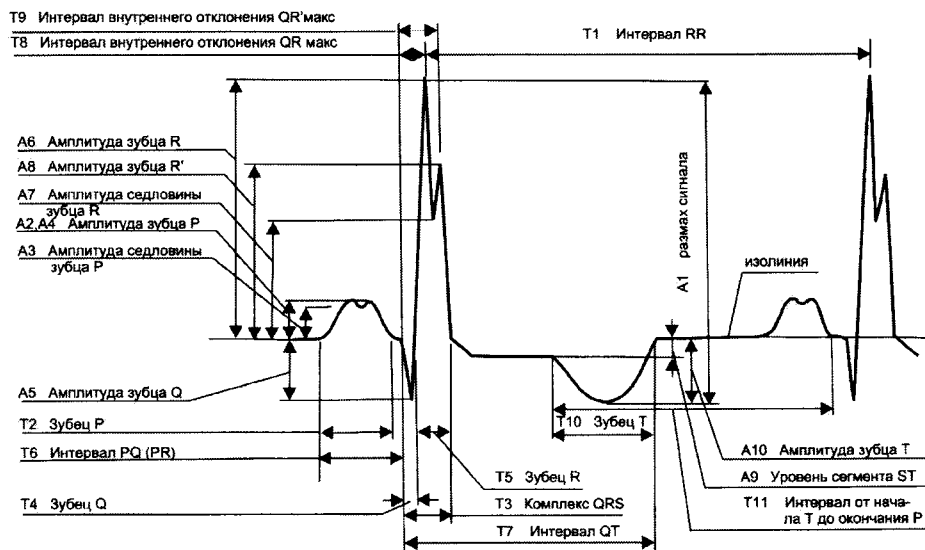 T9 Интервал внутреннего отклонения QR'макс
T8 Интервал внутреннего отклонения QR макс
T1 Интервал RR
A6 Амплитуда зубца R
A8 Амплитуда зубца R'
A7 Амплитуда седловины
зубца R
A2,A4 Амплитуда зубца P
A3 Амплитуда седловины
зубца P
A1 размах сигнала
изолиния
A5 Амплитуда зубца Q
T2 Зубец P
T10 Зубец T
T6 Интервал PQ (PR)
A10 Амплитуда зубца T
T5 Зубец R
A9 Уровень сегмента ST
T4 Зубец Q
T3 Комплекс QRS
T11 Интервал от нача-
ла T до окончания P
T7 Интервал QT